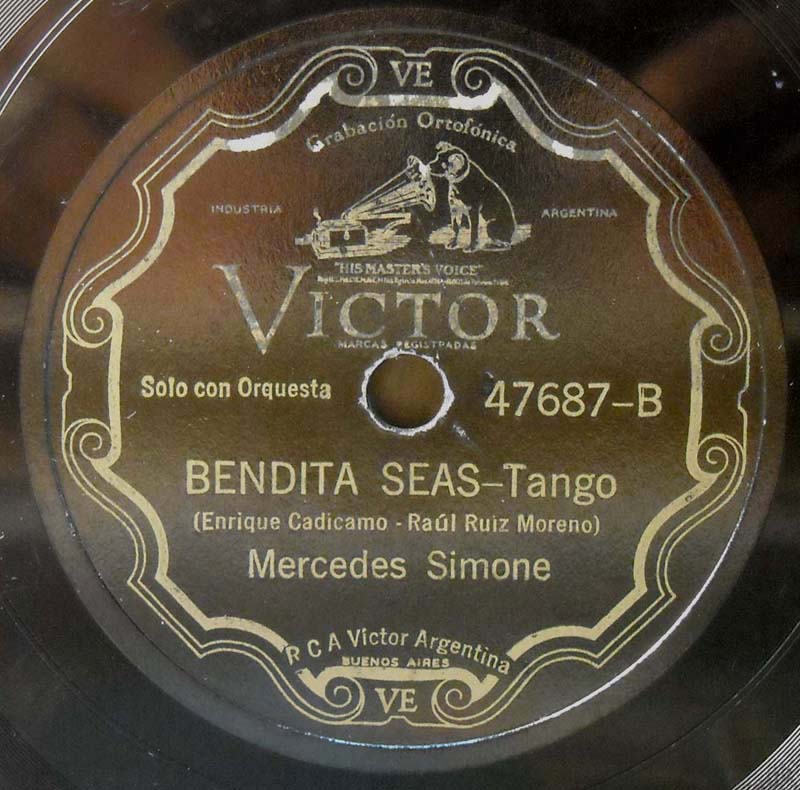 VE
Grabación Ortofónica
INDUSTRIA
ARGENTINA
"HIS MASTER'S VOICE"
VICTOR
MARCAS REGISTRADAS
Solo con Orquesta
47687-B
BENDITA SEAS-Tango
(Enrique Cadicamo - Raúl Ruiz Moreno)
Mercedes Simone
R C A Victor Argentina
BUENOS AIRES
VE